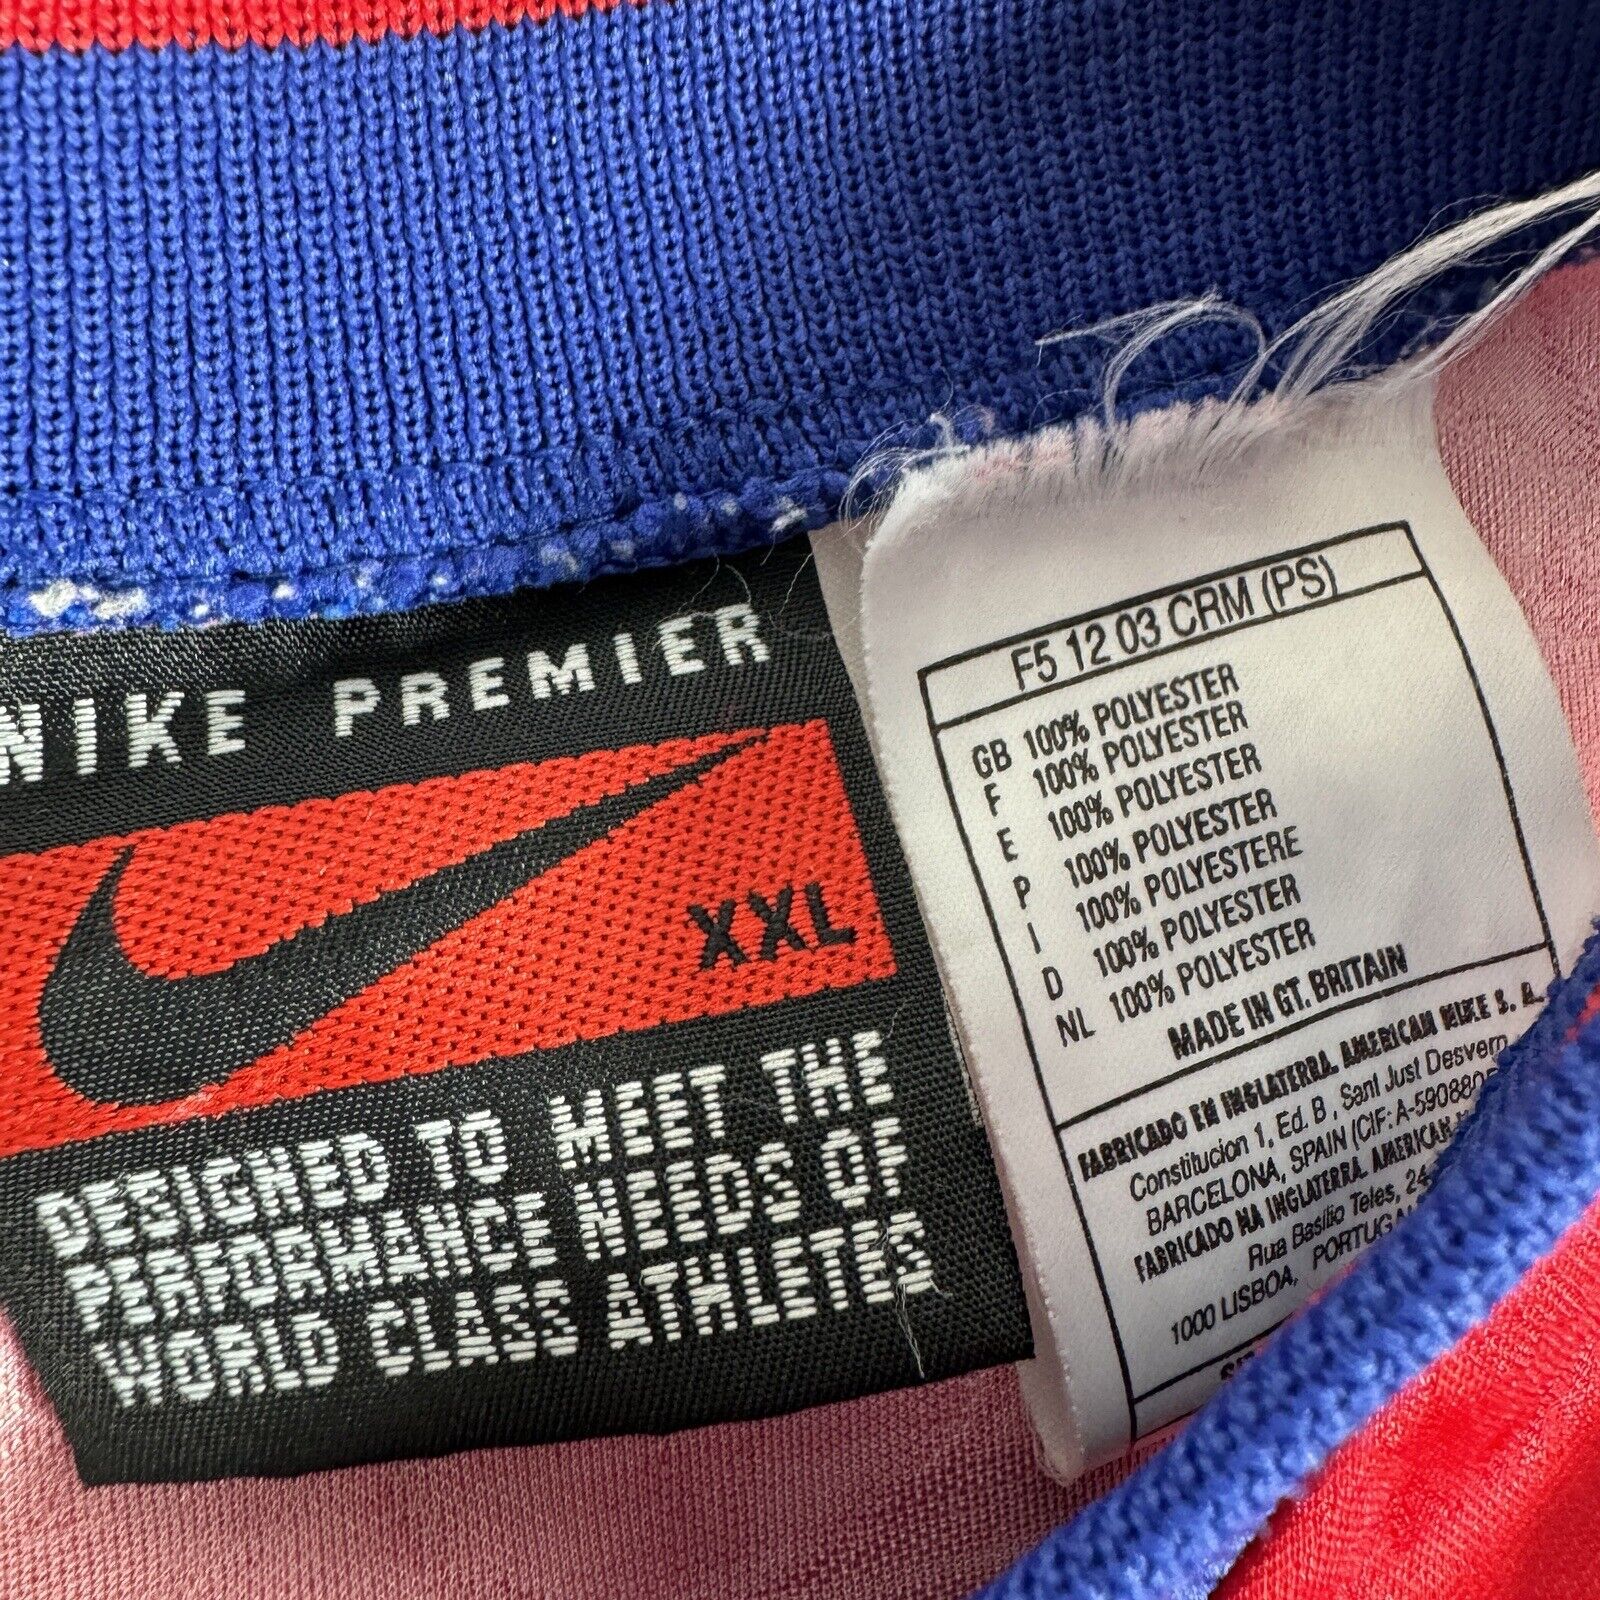 NIKE PREMIER
XXL
DESIGNED TO MEET THE
PERFORMANCE NEEDS OF
WORLD CLASS ATHLETES
F5 12 03 CRM (PS)
GB 100% POLYESTER
F 100% POLYESTER
E 100% POLYESTER
P 100% POLYESTER
I 100% POLYESTERE
D 100% POLYESTER
NL 100% POLYESTER
MADE IN GT. BRITAIN
FABRICADO EN INGLATERRA. AMERICAN NIKE S. A.
Constitucion 1, Ed. B, Sant Just Desvern
BARCELONA, SPAIN (CIF: A-590880
FABRICADO NA INGLATERRA. AMERICAN
Rua Basilio Teles, 24
1000 LISBOA, PORTUGA